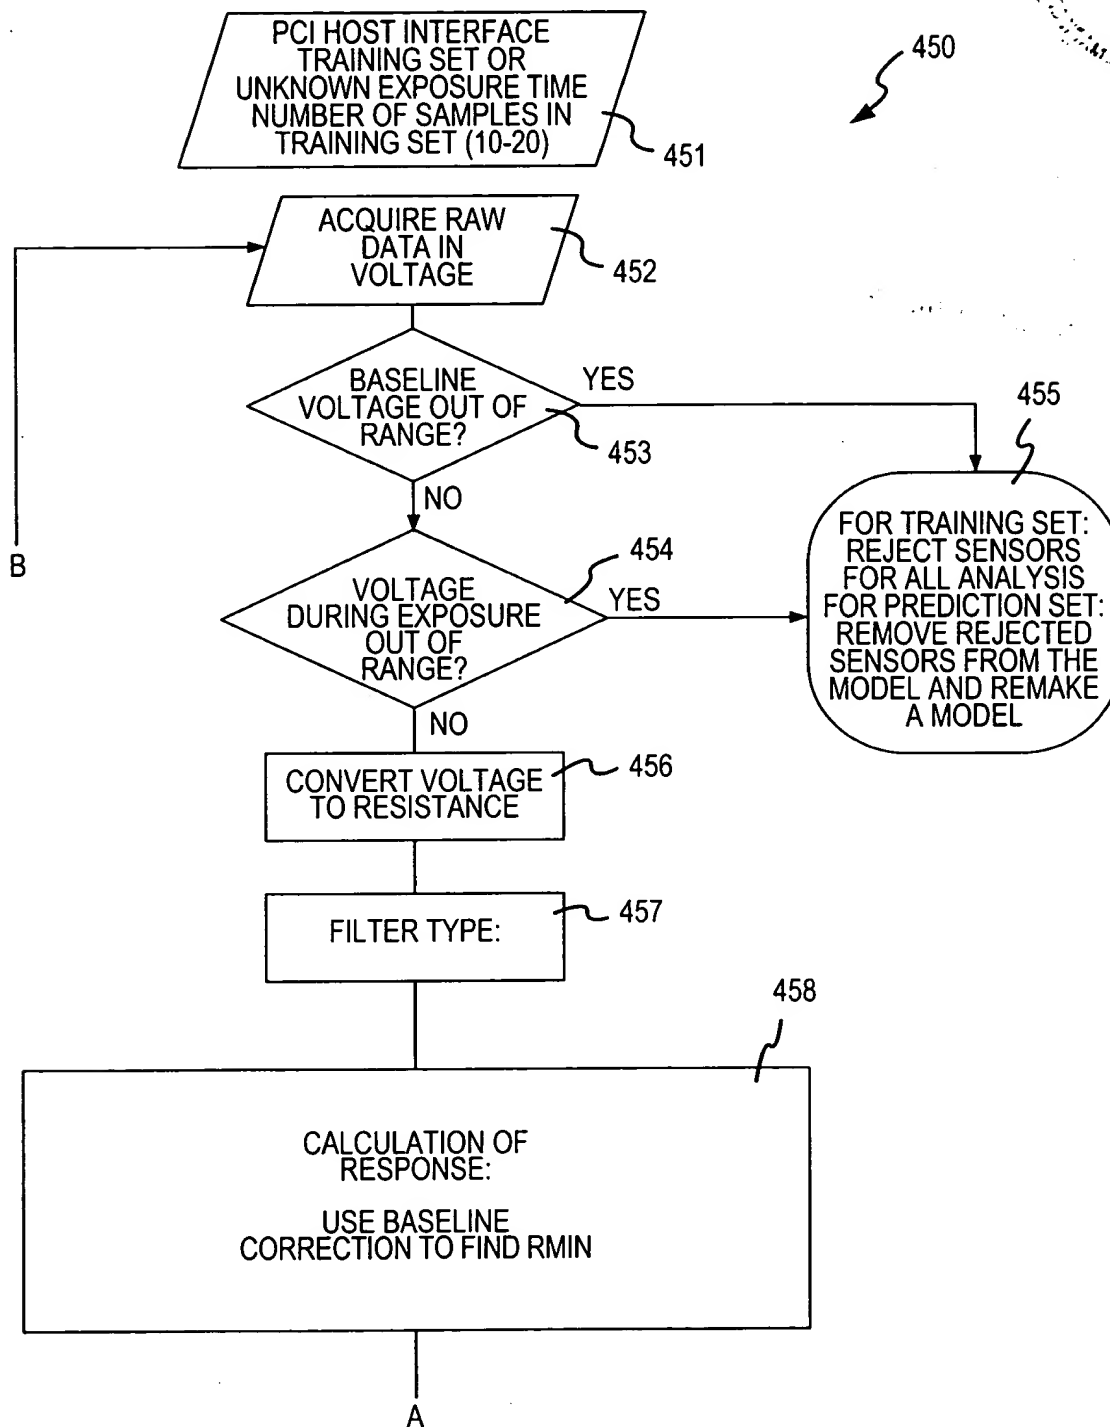 PCI HOST INTERFACE
TRAINING SET OR
UNKNOWN EXPOSURE TIME
NUMBER OF SAMPLES IN
TRAINING SET (10-20)
451
450
ACQUIRE RAW
DATA IN
VOLTAGE
452
BASELINE
VOLTAGE OUT OF
RANGE?
453
YES
NO
455
FOR TRAINING SET:
REJECT SENSORS
FOR ALL ANALYSIS
FOR PREDICTION SET:
REMOVE REJECTED
SENSORS FROM THE
MODEL AND REMAKE
A MODEL
B
454
VOLTAGE
DURING EXPOSURE
OUT OF
RANGE?
YES
NO
CONVERT VOLTAGE
TO RESISTANCE
456
FILTER TYPE:
457
458
CALCULATION OF
RESPONSE:
USE BASELINE
CORRECTION TO FIND RMIN
A